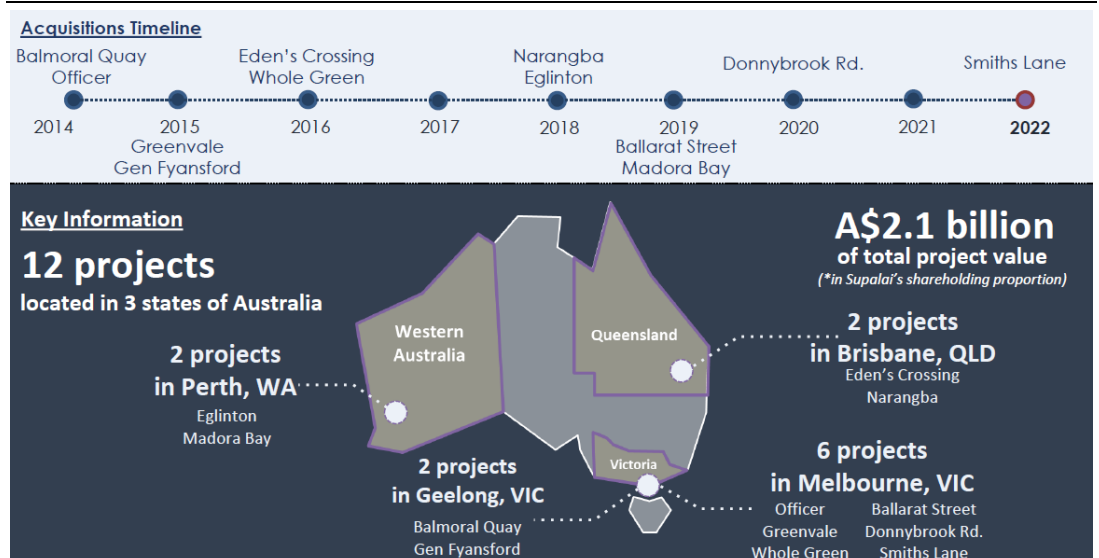 Acquisitions Timeline
Balmoral Quay
Officer
Eden's Crossing
Whole Green
Narangba
Eglinton
Donnybrook Rd.
Smiths Lane
2014 2015 2016 2017 2018 2019 2020 2021 2022
Greenvale
Gen Fyansford
Ballarat Street
Madora Bay
Key Information
12 projects
located in 3 states of Australia
A$2.1 billion
of total project value
(*in Supalai's shareholding proportion)
Western
Australia
Queensland
Victoria
2 projects
in Perth, WA
Eglinton
Madora Bay
2 projects
in Brisbane, QLD
Eden's Crossing
Narangba
2 projects
in Geelong, VIC
Balmoral Quay
Gen Fyansford
6 projects
in Melbourne, VIC
Officer Ballarat Street
Greenvale Donnybrook Rd.
Whole Green Smiths Lane